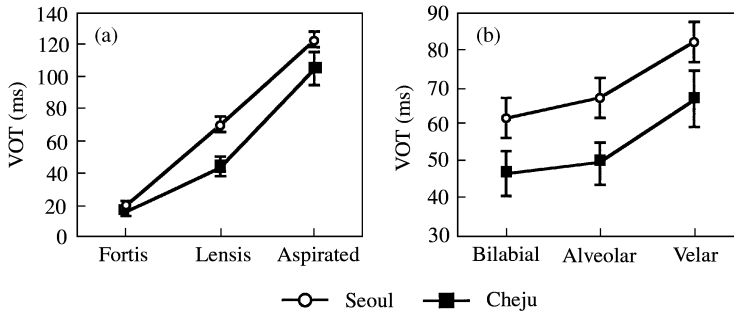 140
120
100
80
60
40
20
0
VOT (ms)
(a)
Fortis Lensis Aspirated
90
80
70
60
50
40
30
VOT (ms)
(b)
Bilabial Alveolar Velar
Seoul Cheju